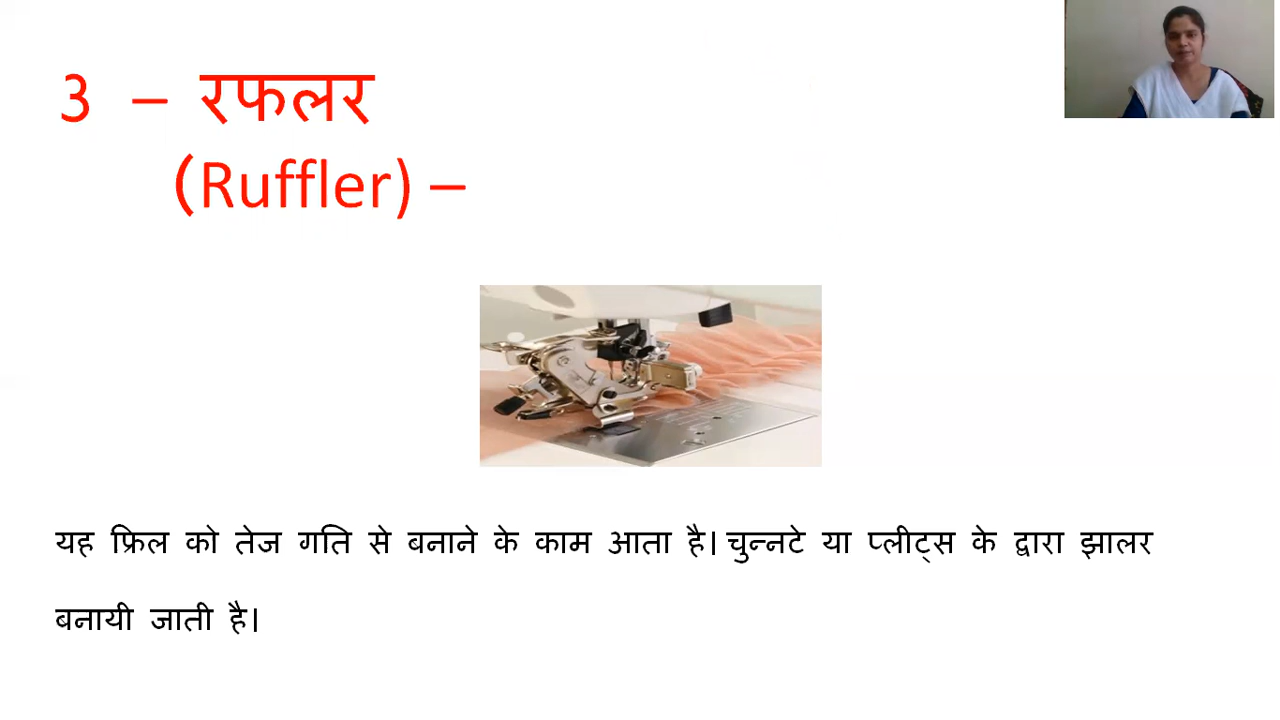 3 – रफलर
(Ruffler) –
यह फ्रिल को तेज गति से बनाने के काम आता है। चुन्नटे या प्लीट्स के द्वारा झालर
बनायी जाती है।